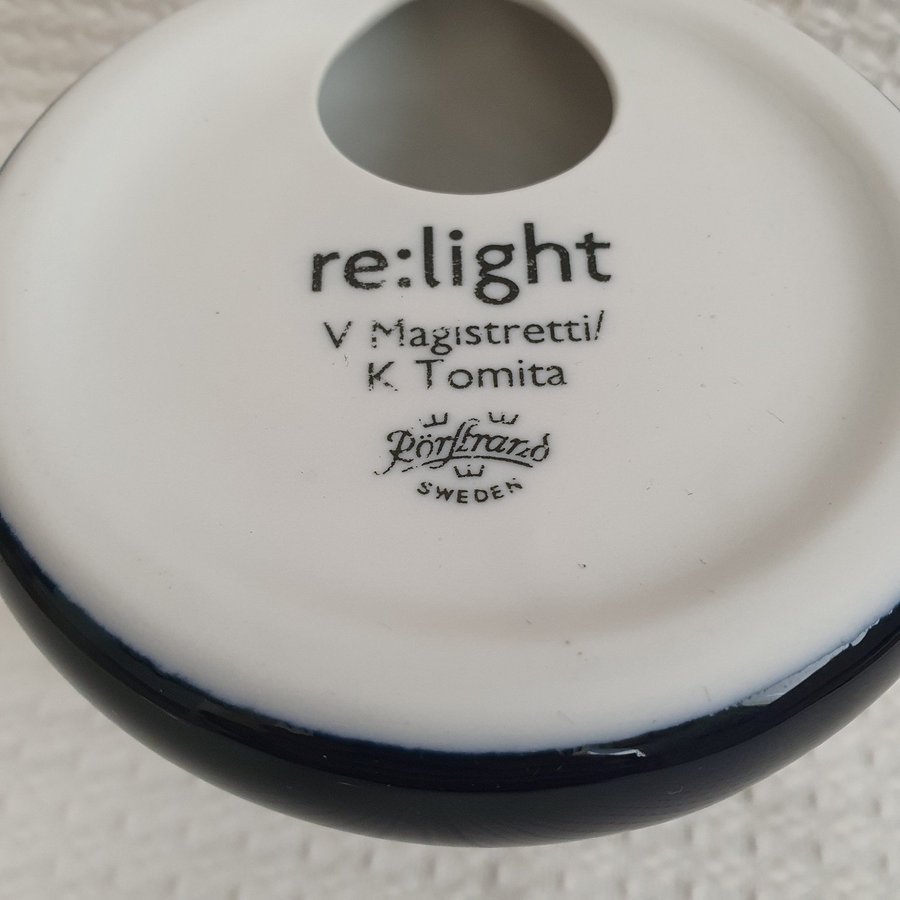 re:light
V Magistretti/
K Tomita
Rörstrand
SWEDEN